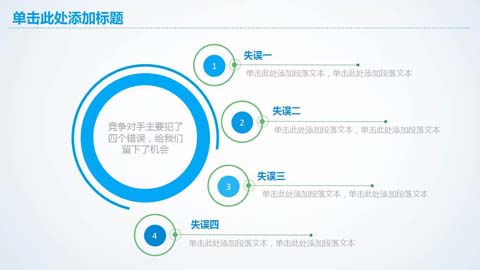 单击此处添加标题
1
失误一
单击此处添加段落文本，单击此处添加段落文本
2
失误二
单击此处添加段落文本，单击此处添加段落文本
竞争对手主要犯了
四个错误，给我们
留下了机会
3
失误三
单击此处添加段落文本，单击此处添加段落文本
4
失误四
单击此处添加段落文本，单击此处添加段落文本